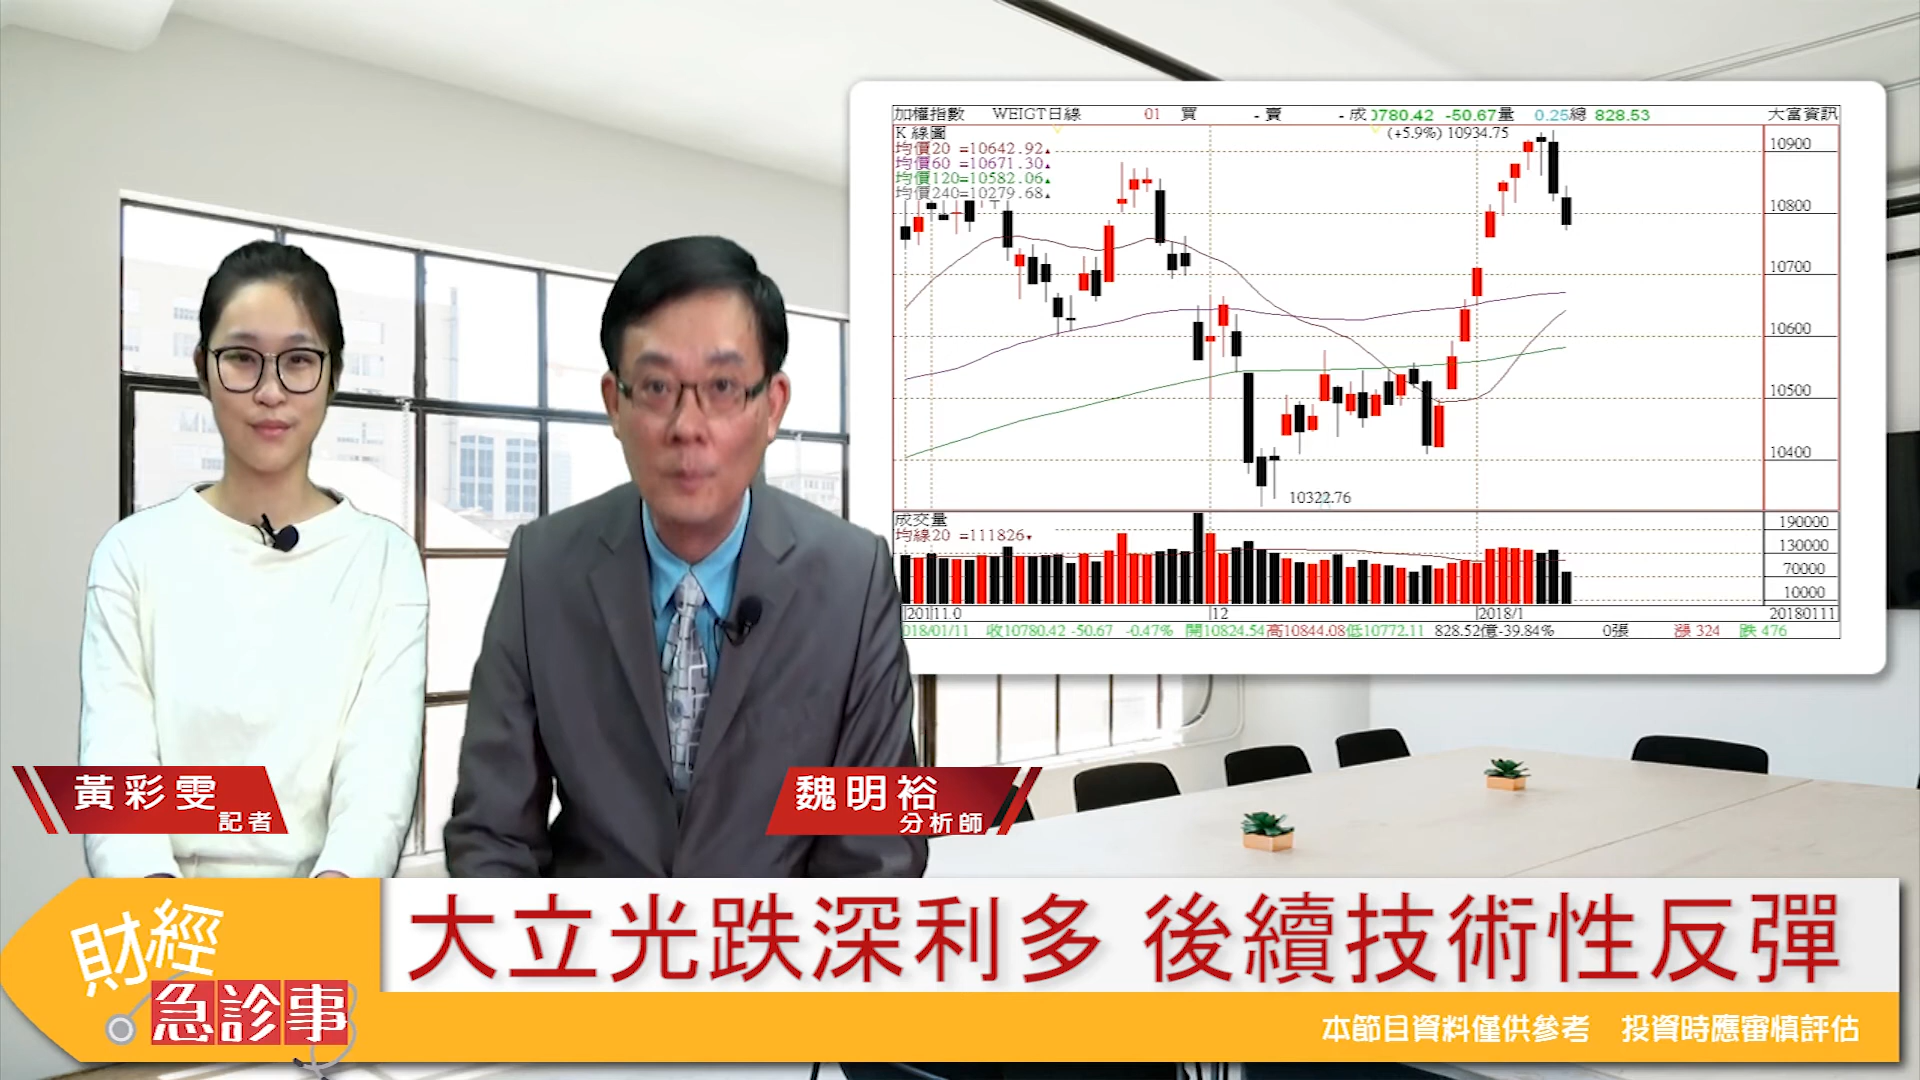 加權指數 WEIGT日線 01 買 - 賣 - 成 0780.42 -50.67量 0.25總 828.53 大富資訊
K 線圖
(+5.9%) 10934.75
均價20 =10642.92
均價60 =10671.30
均價120=10582.06
均價240=10279.68
10900
10800
10700
10600
10500
10400
10322.76
成交量
均線20 =111826
190000
130000
70000
10000
12
2018/1
20180111
018/01/11 收10780.42 -50.67 -0.47% 開10824.54高10844.08低10772.11 828.52億-39.84% 0張 漲 324 跌 476
黃彩雯
記者
魏明裕
分析師
財經
急診事
大立光跌深利多 後續技術性反彈
本節目資料僅供參考 投資時應審慎評估